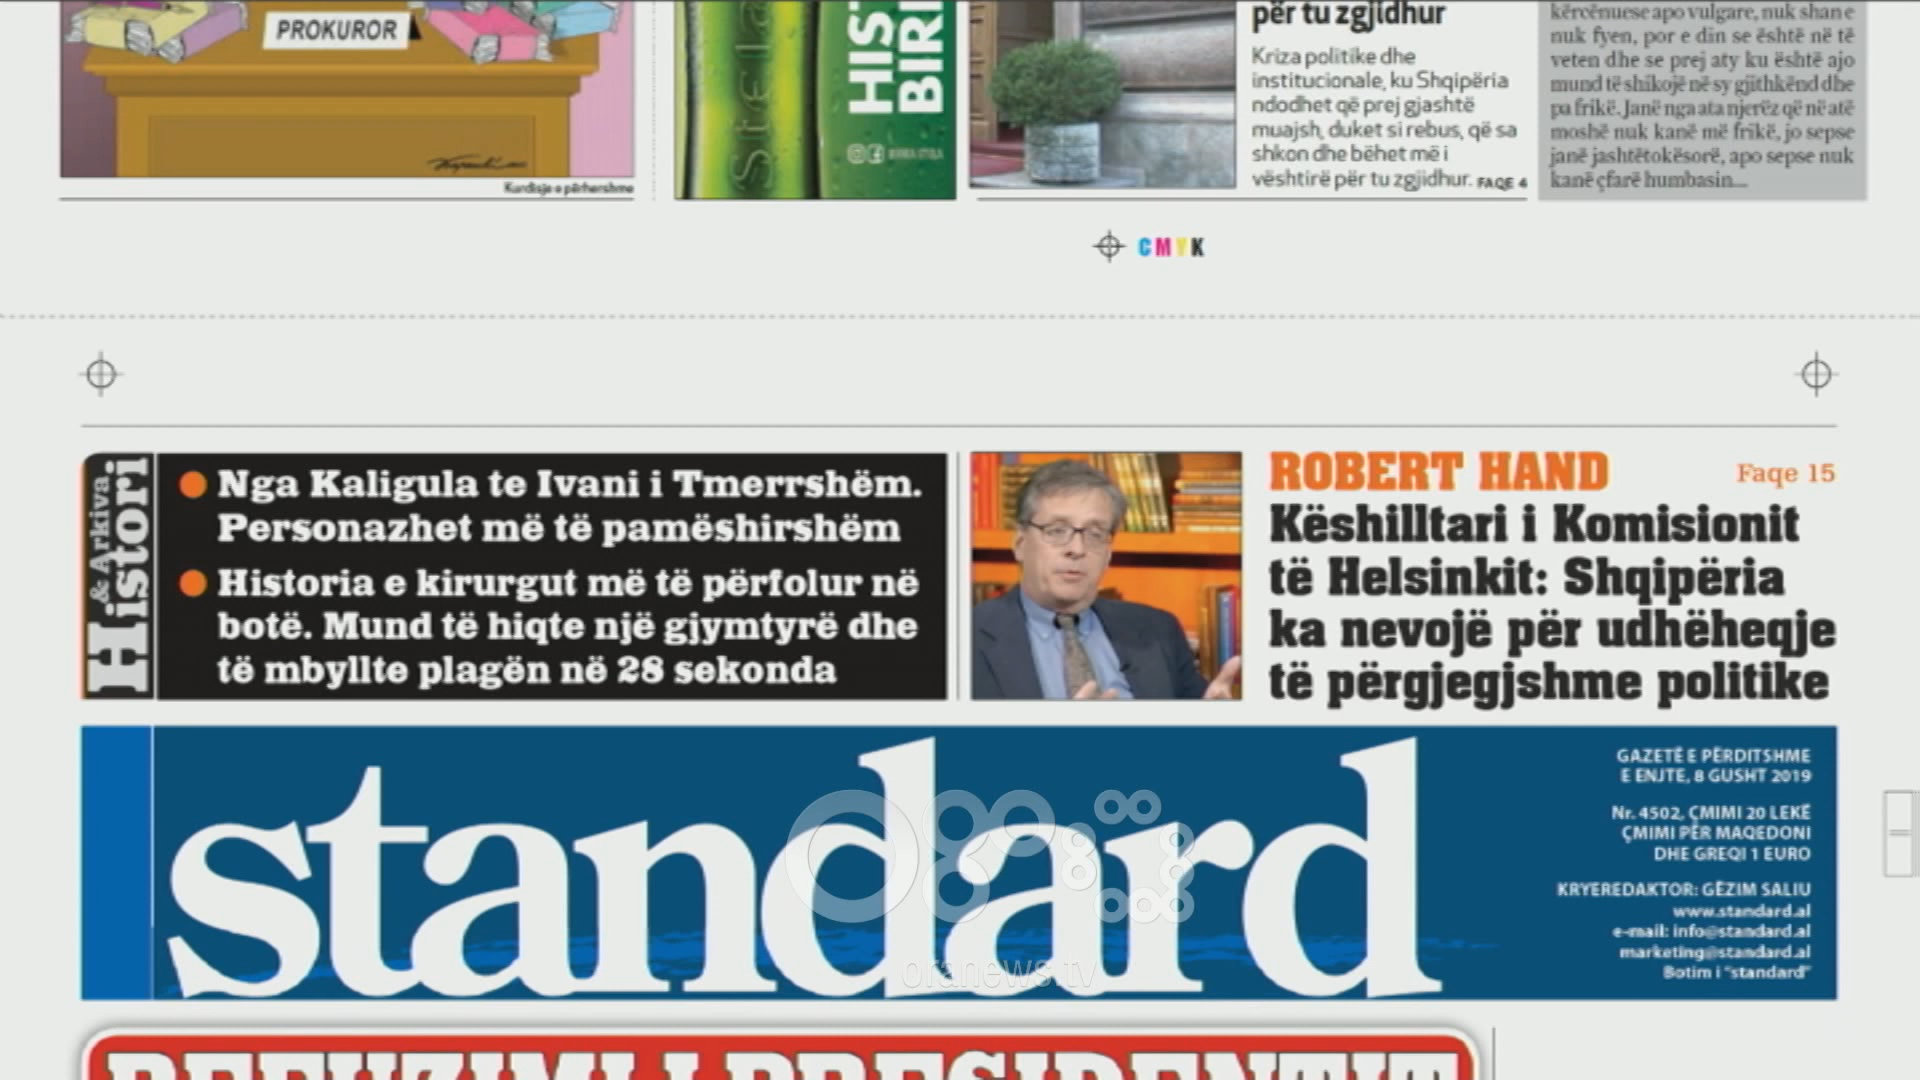 PROKUROR
Kurdisje e përhershme
Stela
HIS
BIR
për tu zgjidhur
Kriza politike dhe
institucionale, ku Shqipëria
ndodhet që prej gjashtë
muajsh, duket si rebus, që sa
shkon dhe bëhet më i
vështirë për tu zgjidhur. FAQE 4
kërcënuese apo vulgare, nuk shan e
nuk fyen, por e din se është në të
veten dhe se prej aty ku është ajo
mund të shikojë në sy gjithkënd dhe
pa frikë. Janë nga ata njerëz që në atë
moshë nuk kanë më frikë, jo sepse
janë jashtëtokësorë, apo sepse nuk
kanë çfarë humbasin...
CMYK
Histori
& Arkiva
Nga Kaligula te Ivani i Tmerrshëm.
Personazhet më të pamëshirshëm
Historia e kirurgut më të përfolur në
botë. Mund të hiqte një gjymtyrë dhe
të mbyllte plagën në 28 sekonda
ROBERT HAND
Faqe 15
Këshilltari i Komisionit
të Helsinkit: Shqipëria
ka nevojë për udhëheqje
të përgjegjshme politike
standard
GAZETË E PËRDITSHME
E ENJTE, 8 GUSHT 2019
Nr. 4502, ÇMIMI 20 LEKË
ÇMIMI PËR MAQEDONI
DHE GREQI 1 EURO
KRYEREDAKTOR: GËZIM SALIU
www.standard.al
e-mail: info@standard.al
marketing@standard.al
Botim i "standard"
oranews.tv
REFUZIMI I PRESIDENTIT